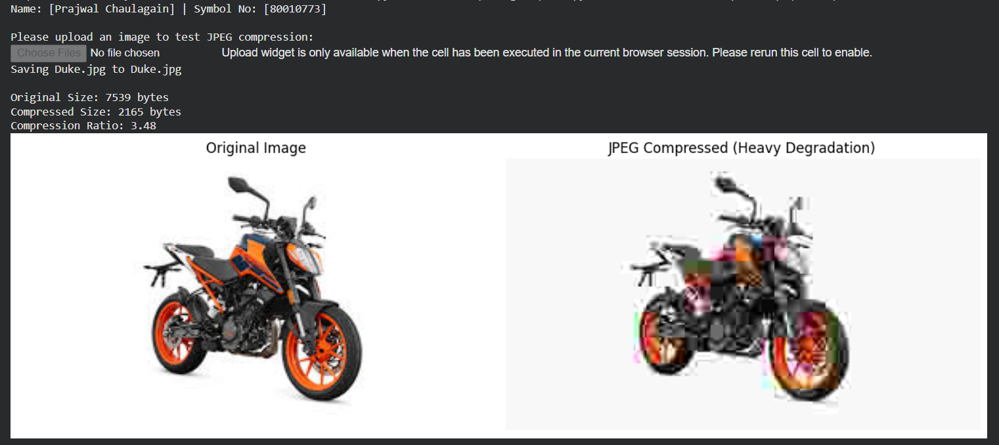 Name: [Prajwal Chaulagain] | Symbol No: [80010773]
Please upload an image to test JPEG compression:
Choose Files No file chosen Upload widget is only available when the cell has been executed in the current browser session. Please rerun this cell to enable.
Saving Duke.jpg to Duke.jpg
Original Size: 7539 bytes
Compressed Size: 2165 bytes
Compression Ratio: 3.48
Original Image
JPEG Compressed (Heavy Degradation)